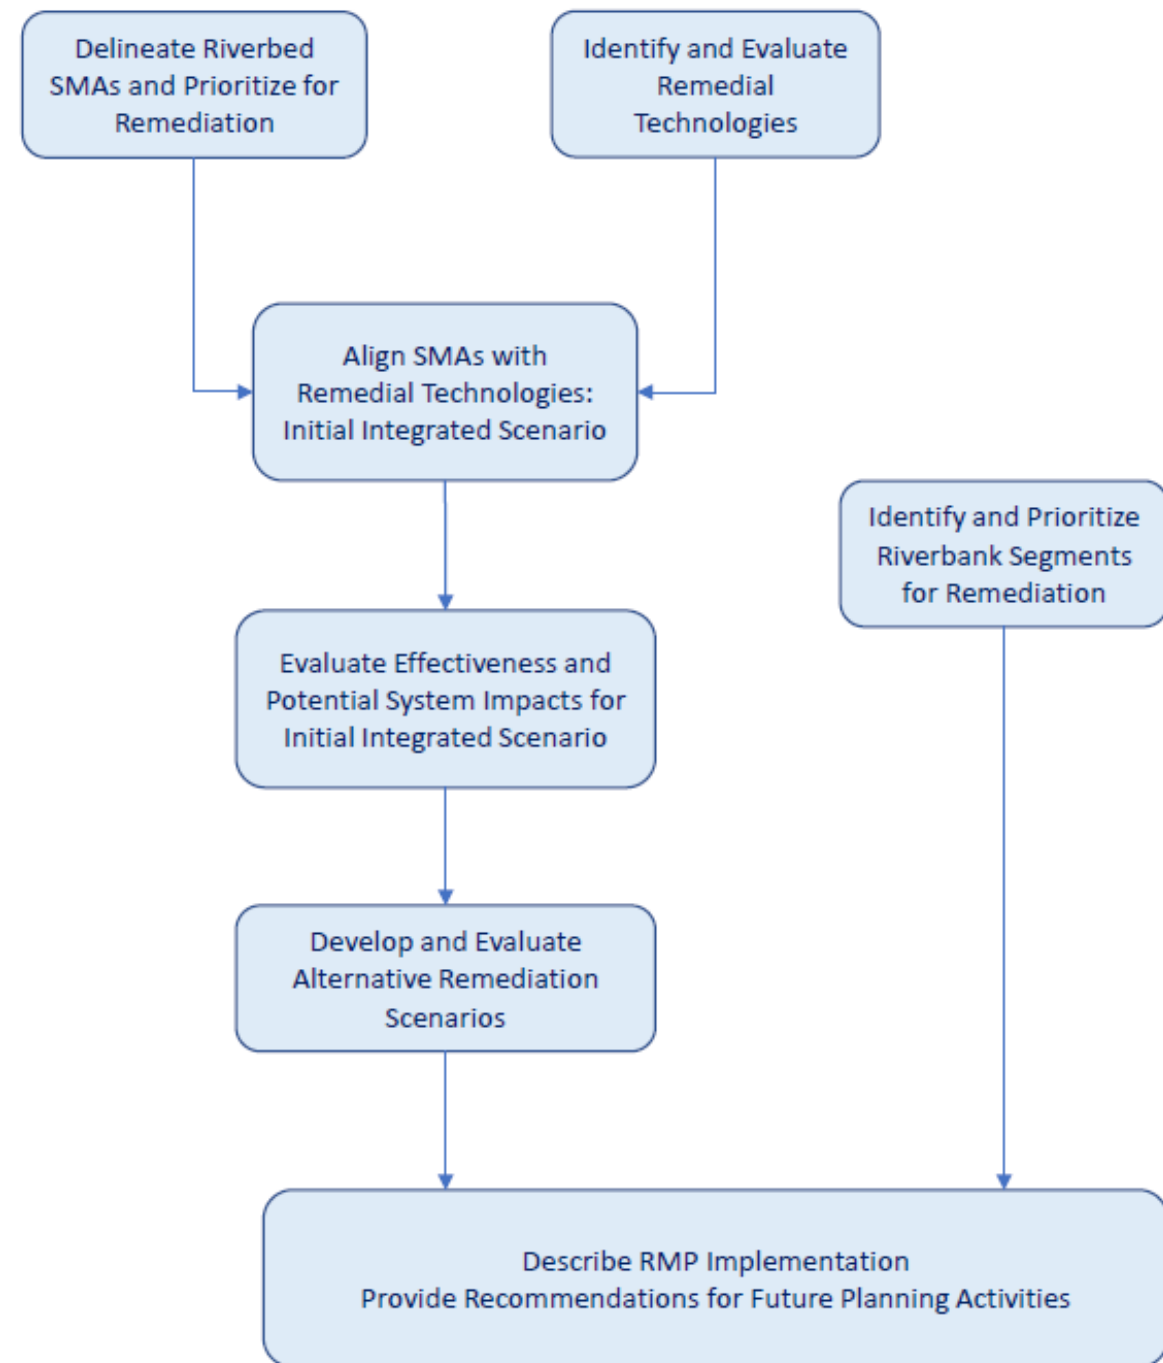 Delineate Riverbed
SMAs and Prioritize for
Remediation
Identify and Evaluate
Remedial
Technologies
Align SMAs with
Remedial Technologies:
Initial Integrated Scenario
Identify and Prioritize
Riverbank Segments
for Remediation
Evaluate Effectiveness and
Potential System Impacts for
Initial Integrated Scenario
Develop and Evaluate
Alternative Remediation
Scenarios
Describe RMP Implementation
Provide Recommendations for Future Planning Activities